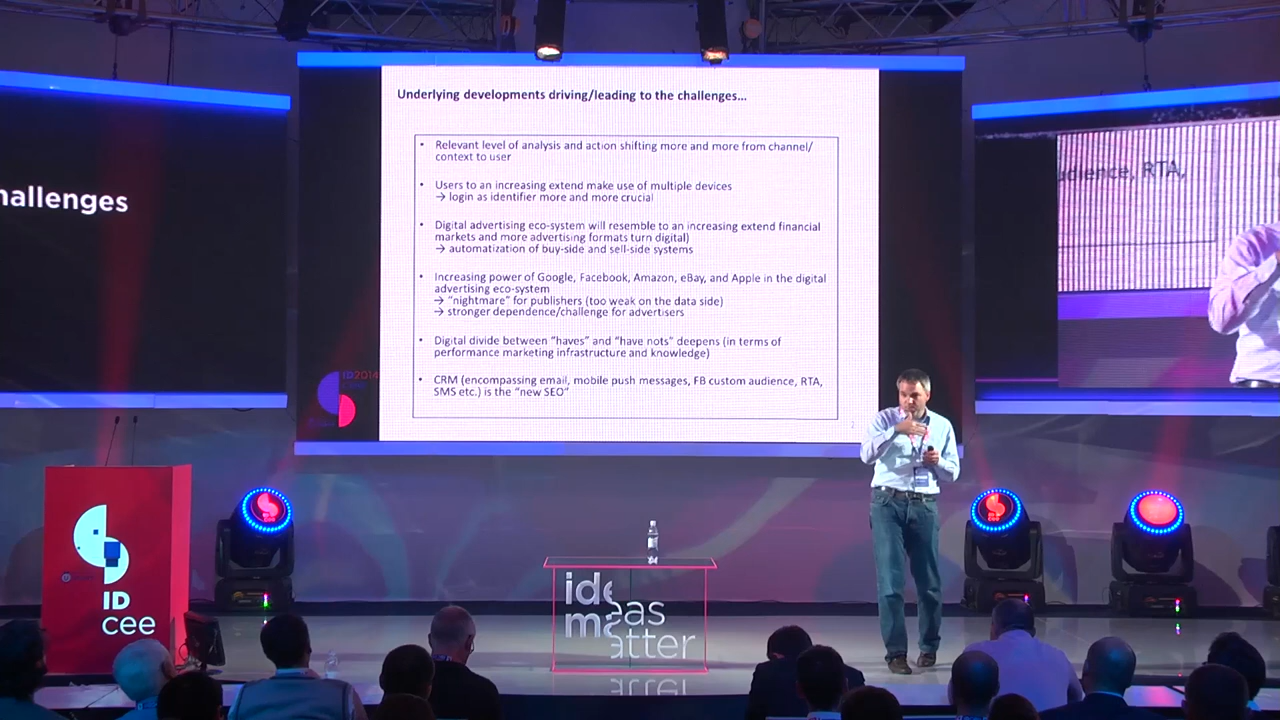 hallenges
Underlying developments driving/leading to the challenges...
• Relevant level of analysis and action shifting more and more from channel/
context to user
• Users to an increasing extend make use of multiple devices
→ login as identifier more and more crucial
• Digital advertising eco-system will resemble to an increasing extend financial
markets and more advertising formats turn digital)
→ automatization of buy-side and sell-side systems
• Increasing power of Google, Facebook, Amazon, eBay, and Apple in the digital
advertising eco-system
→ "nightmare" for publishers (too weak on the data side)
→ stronger dependence/challenge for advertisers
• Digital divide between "haves" and "have nots" deepens (in terms of
performance marketing infrastructure and knowledge)
• CRM (encompassing email, mobile push messages, FB custom audience, RTA,
SMS etc.) is the "new SEO"
2
udience, RTA,
ID2014
ID
cee
ideas
matter